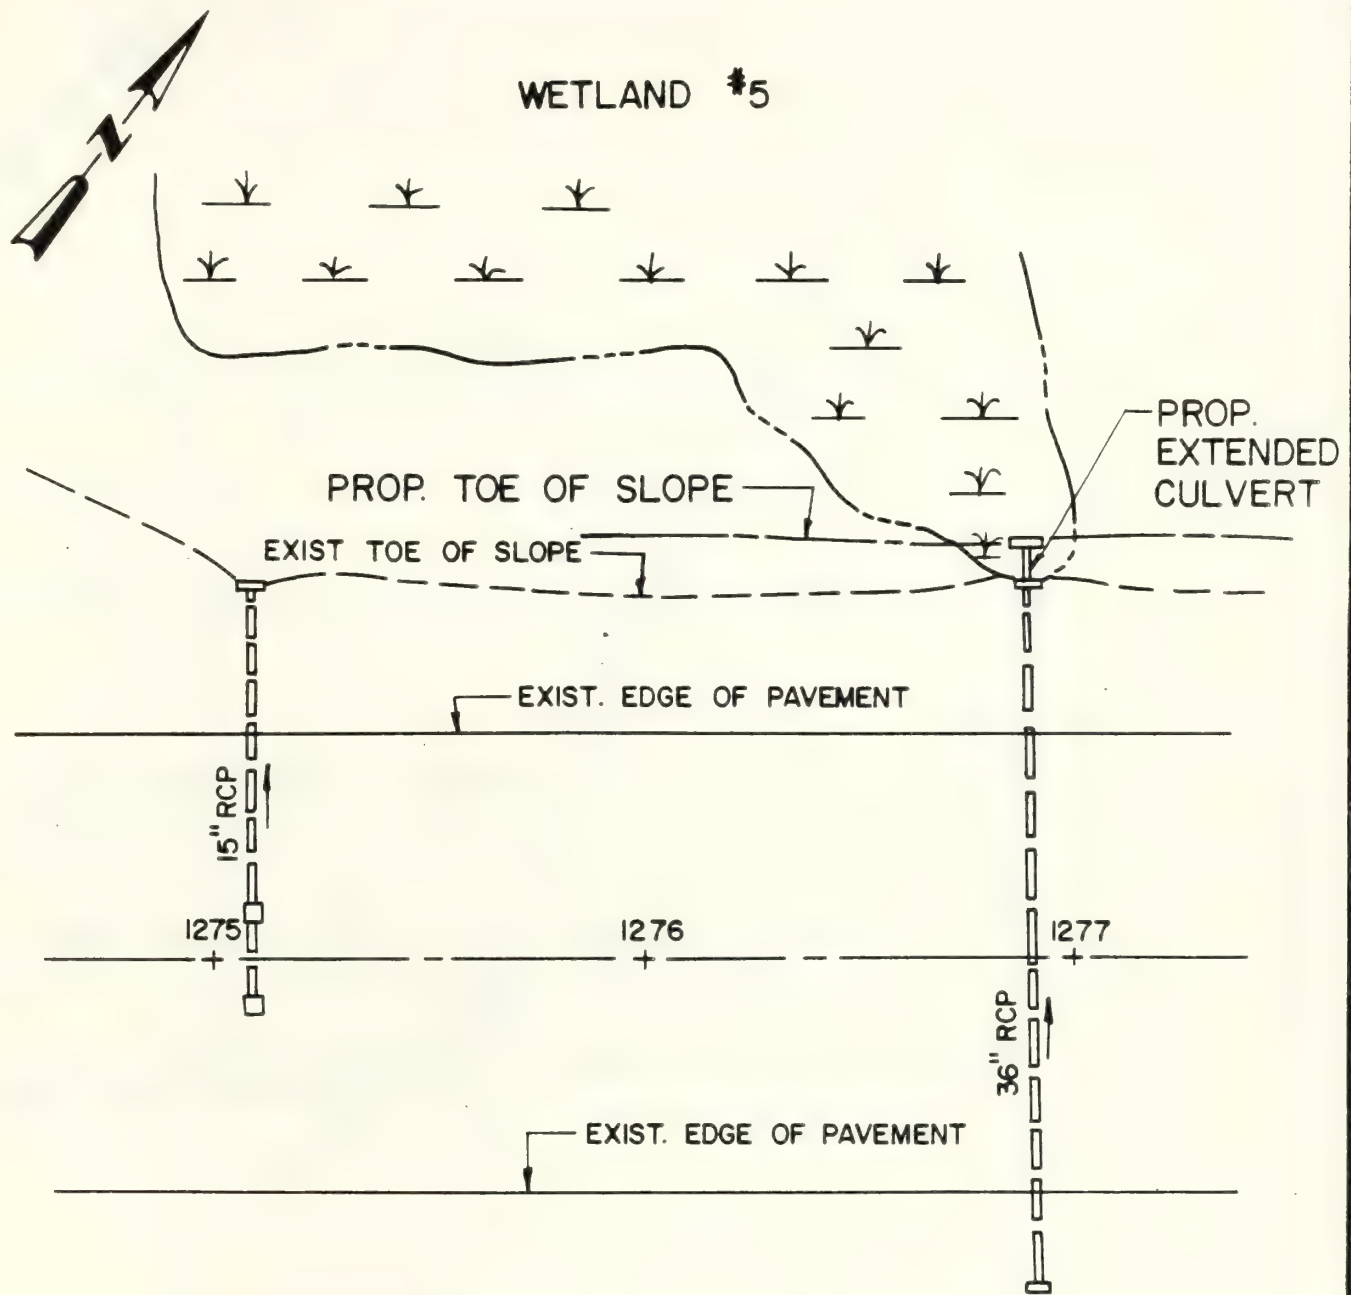 WETLAND #5
N
PROP.
EXTENDED
CULVERT
PROP. TOE OF SLOPE
EXIST TOE OF SLOPE
EXIST. EDGE OF PAVEMENT
15" RCP
1275
1276
1277
36" RCP
EXIST. EDGE OF PAVEMENT